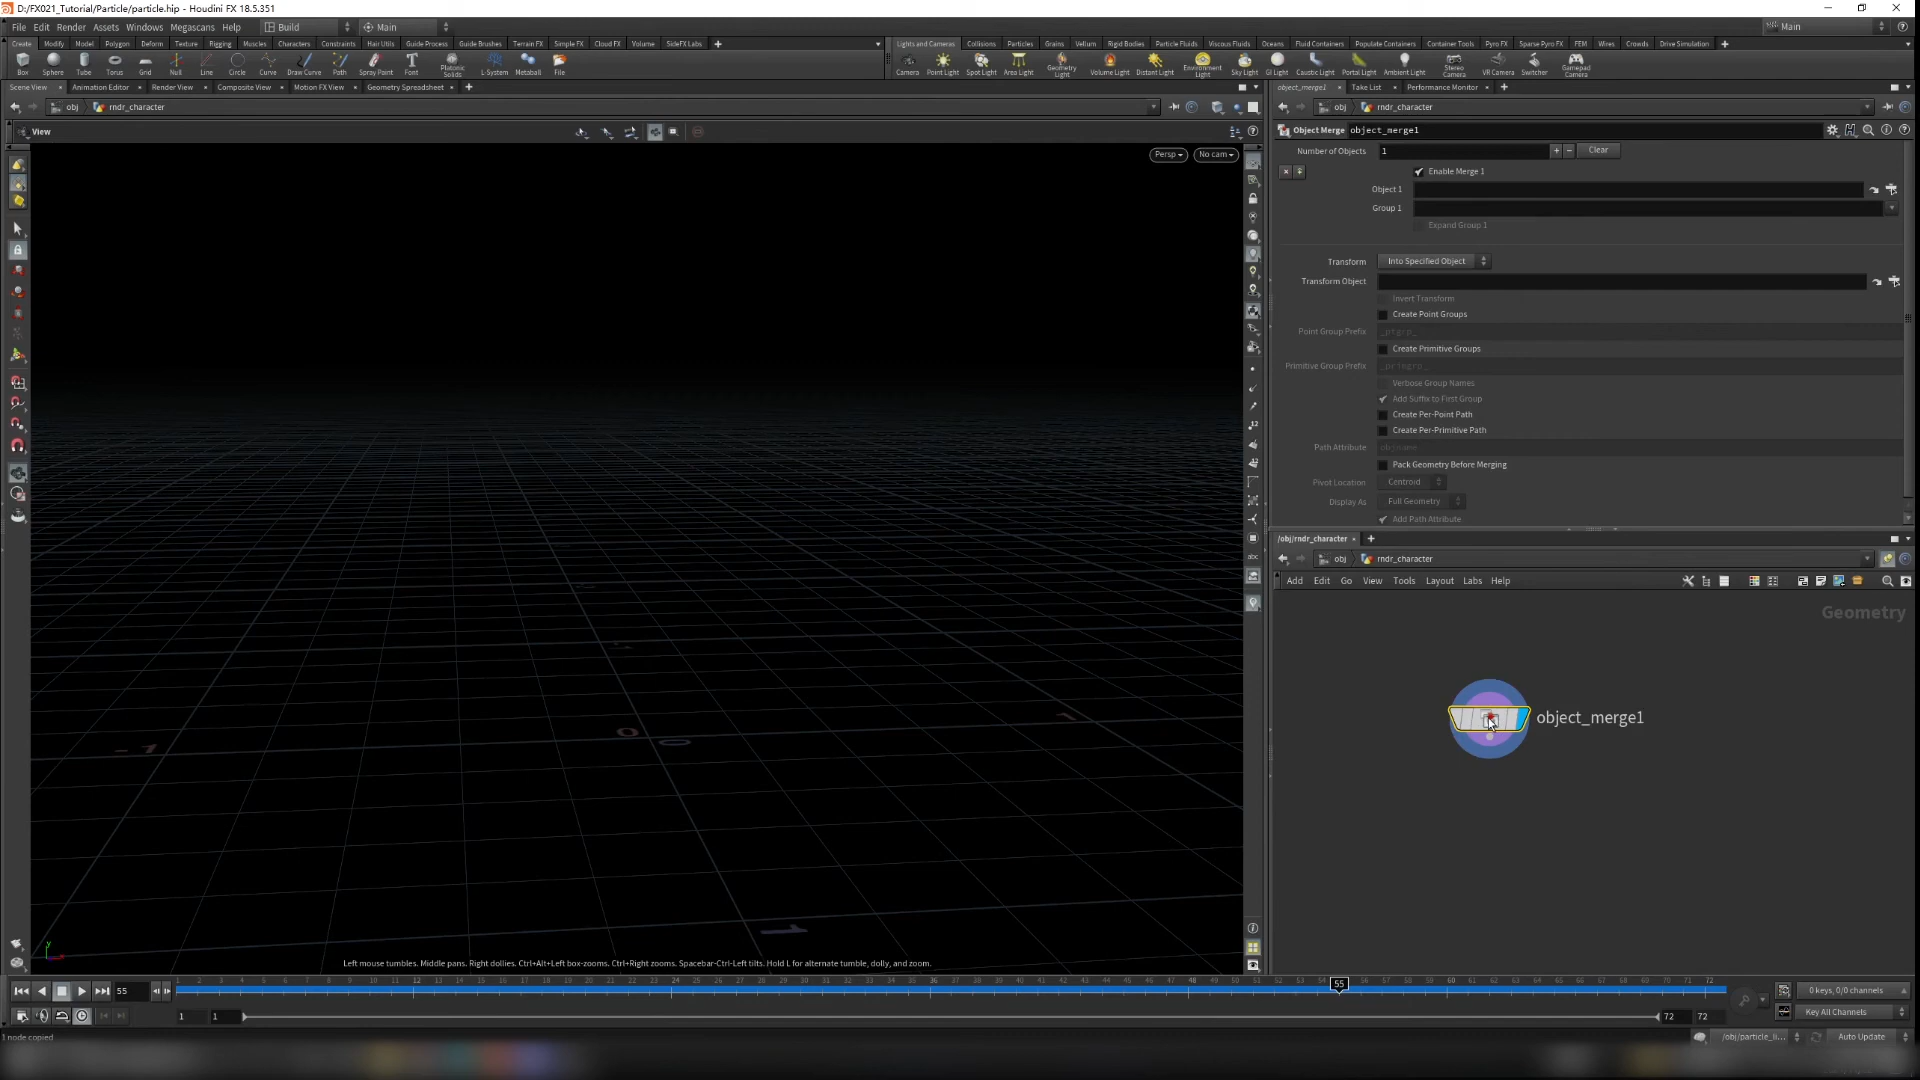 D:/FX021_Tutorial/Particle/particle.hip - Houdini FX 18.5.351
File Edit Render Assets Windows Megascans Help Build Main Main
Create Modify Model Polygon Deform Texture Rigging Muscles Characters Constraints Hair Utils Guide Process Guide Brushes Terrain FX Simple FX Cloud FX Volume SideFX Labs
Lights and Cameras Collisions Particles Grains Vellum Rigid Bodies Particle Fluids Viscous Fluids Oceans Fluid Containers Populate Containers Container Tools Pyro FX Sparse Pyro FX FEM Wires Crowds Drive Simulation
Box Sphere Tube Torus Grid Null Line Circle Curve Draw Curve Path Spray Paint Font Platonic Solids L-System Metaball File
Camera Point Light Spot Light Area Light Geometry Light Volume Light Distant Light Environment Light Sky Light GI Light Caustic Light Portal Light Ambient Light Stereo Camera VR Camera Switcher Gamepad Camera
Scene View Animation Editor Render View Composite View Motion FX View Geometry Spreadsheet
object_merge1 Take List Performance Monitor
obj rndr_character
obj rndr_character
View
Object Merge object_merge1
Persp No cam
Number of Objects 1 Clear
Enable Merge 1
Object 1
Group 1
Expand Group 1
Transform Into Specified Object
Transform Object
Invert Transform
Create Point Groups
Point Group Prefix _ptgrp_
Create Primitive Groups
Primitive Group Prefix _primgrp_
Verbose Group Names
Add Suffix to First Group
Create Per-Point Path
Create Per-Primitive Path
Path Attribute objname
Pack Geometry Before Merging
Pivot Location Centroid
Display As Full Geometry
Add Path Attribute
/obj/rndr_character
obj rndr_character
Add Edit Go View Tools Layout Labs Help
Geometry
object_merge1
-1 0 0 1
1
Left mouse tumbles. Middle pans. Right dollies. Ctrl+Alt+Left box-zooms. Ctrl+Right zooms. Spacebar-Ctrl-Left tilts. Hold L for alternate tumble, dolly, and zoom.
55 55 0 keys, 0/0 channels
1 1 72 72 Key All Channels
1 node copied /obj/particle_li... Auto Update